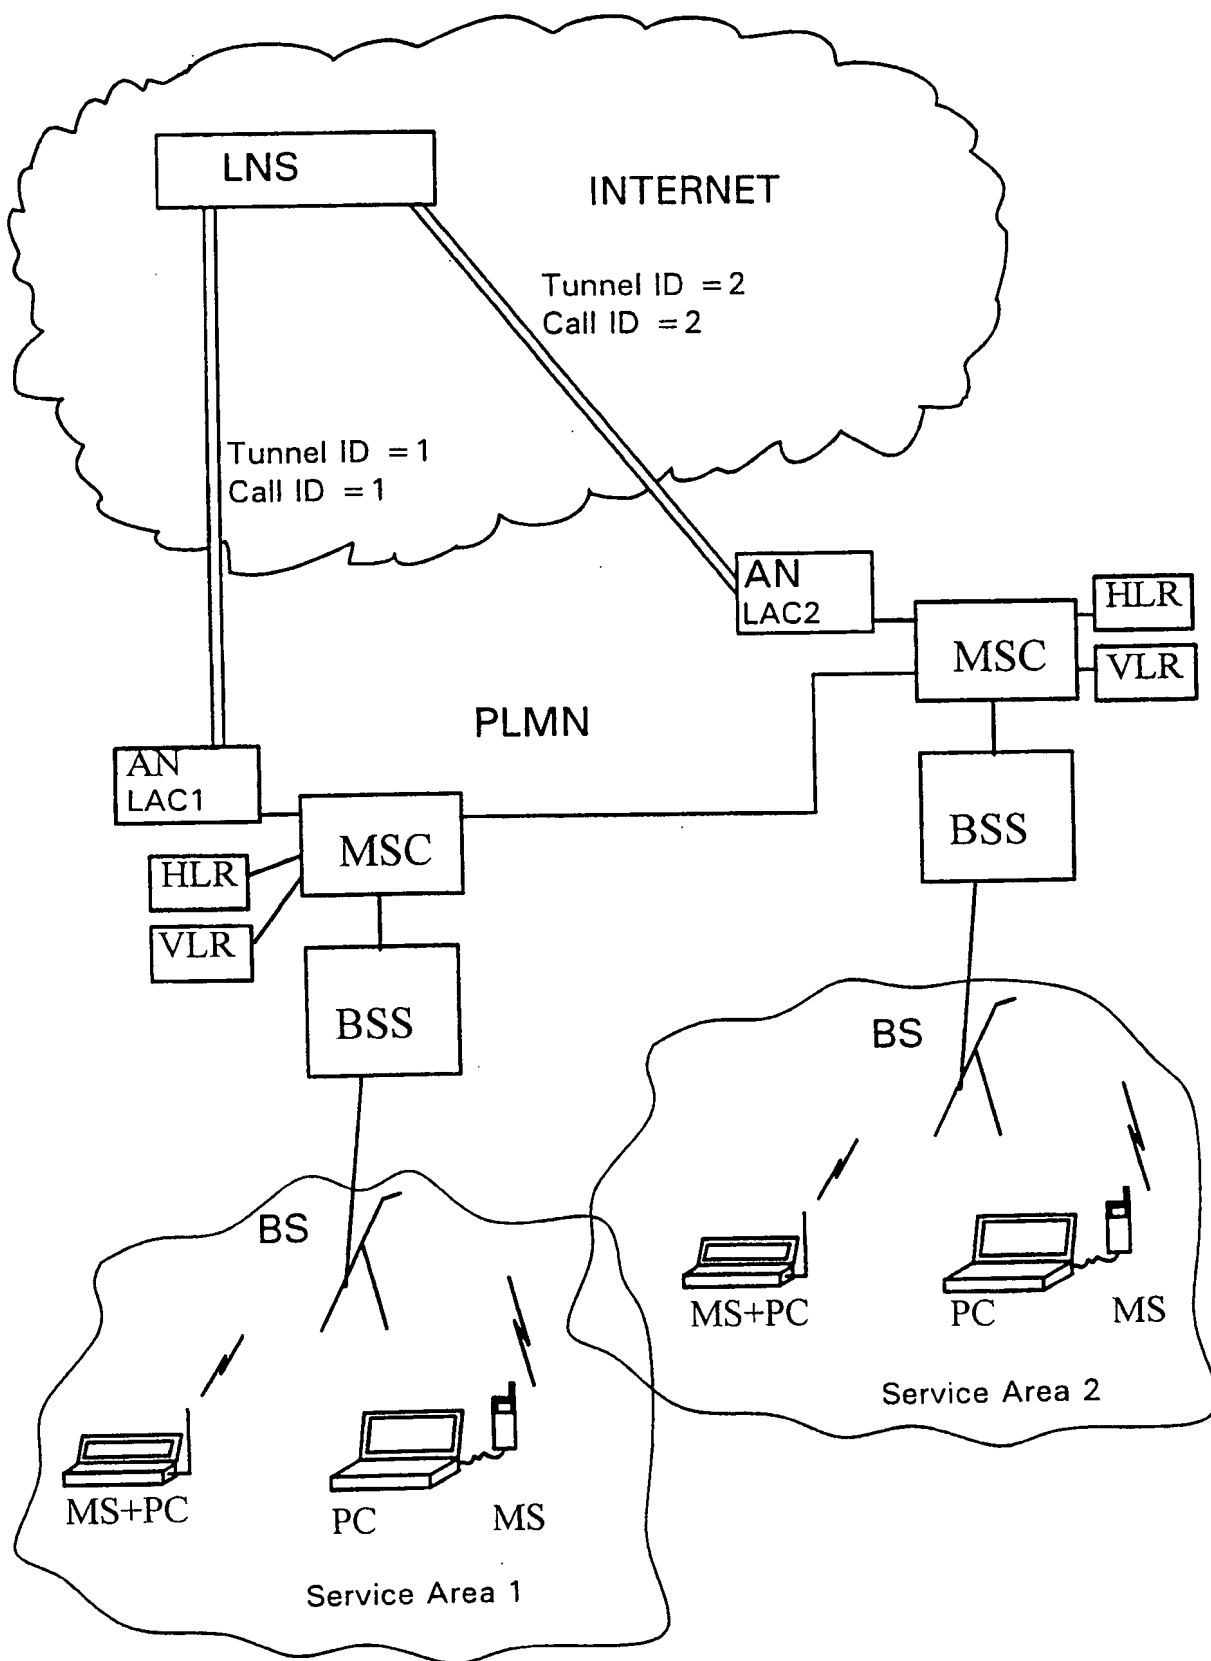 LNS
INTERNET
Tunnel ID = 2
Call ID = 2
Tunnel ID = 1
Call ID = 1
AN
LAC2
HLR
MSC
VLR
PLMN
AN
LAC1
MSC
BSS
HLR
VLR
BSS
BS
BS
MS+PC
PC
MS
Service Area 2
MS+PC
PC
MS
Service Area 1